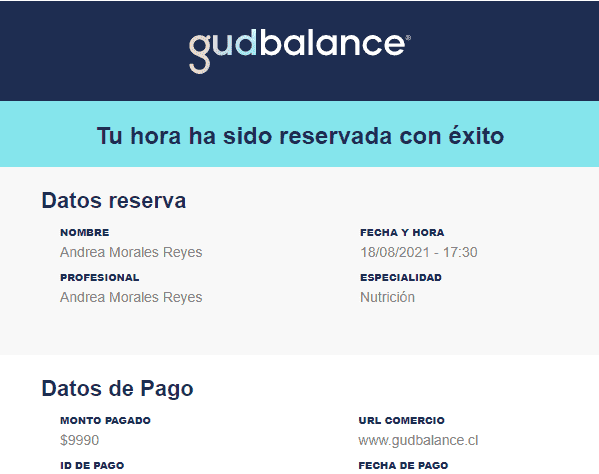 gudbalance®
Tu hora ha sido reservada con éxito
Datos reserva
NOMBRE
FECHA Y HORA
Andrea Morales Reyes
18/08/2021 - 17:30
PROFESIONAL
ESPECIALIDAD
Andrea Morales Reyes
Nutrición
Datos de Pago
MONTO PAGADO
URL COMERCIO
$9990
www.gudbalance.cl
ID DE PAGO
FECHA DE PAGO